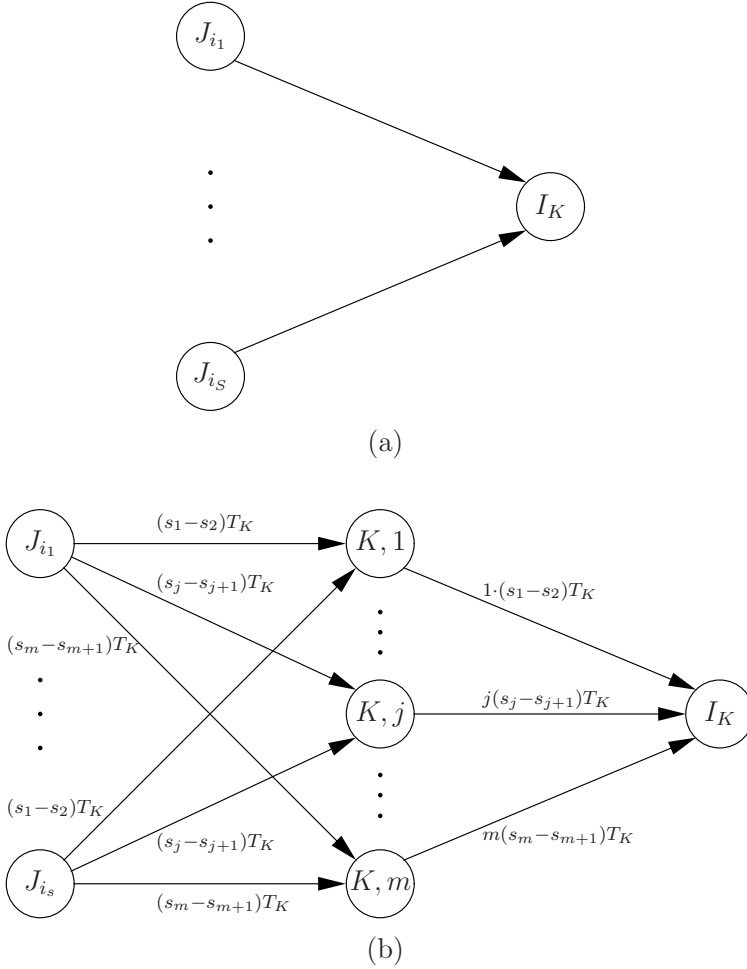 J_{i_1}
I_K
J_{i_S}
(a)
J_{i_1}
(s_1−s_2)T_K
K, 1
(s_j−s_{j+1})T_K
1·(s_1−s_2)T_K
(s_m−s_{m+1})T_K
K, j
j(s_j−s_{j+1})T_K
I_K
(s_1−s_2)T_K
(s_j−s_{j+1})T_K
m(s_m−s_{m+1})T_K
J_{i_s}
(s_m−s_{m+1})T_K
K, m
(b)